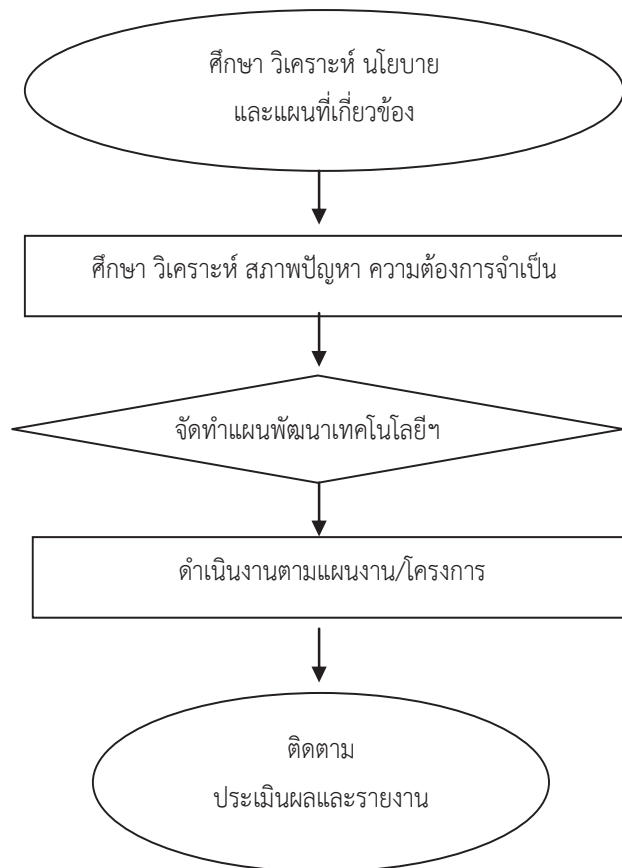 ศึกษา วิเคราะห์ นโยบาย
และแผนที่เกี่ยวข้อง
ศึกษา วิเคราะห์ สภาพปัญหา ความต้องการจำเป็น
จัดทำแผนพัฒนาเทคโนโลยีฯ
ดำเนินงานตามแผนงาน/โครงการ
ติดตาม
ประเมินผลและรายงาน